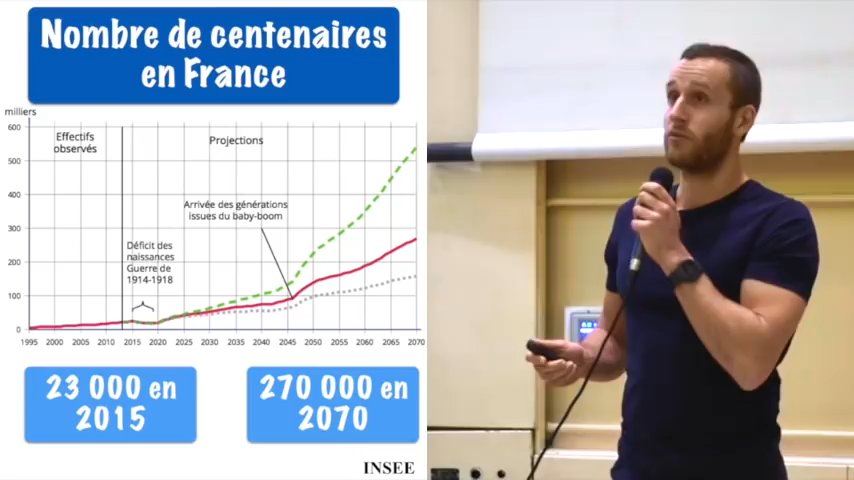 Nombre de centenaires
en France
milliers
600
500
400
300
200
100
0
Effectifs
observés
Projections
Arrivée des générations
issues du baby-boom
Déficit des
naissances
Guerre de
1914-1918
1995 2000 2005 2010 2015 2020 2025 2030 2035 2040 2045 2050 2055 2060 2065 2070
23 000 en
2015
270 000 en
2070
INSEE